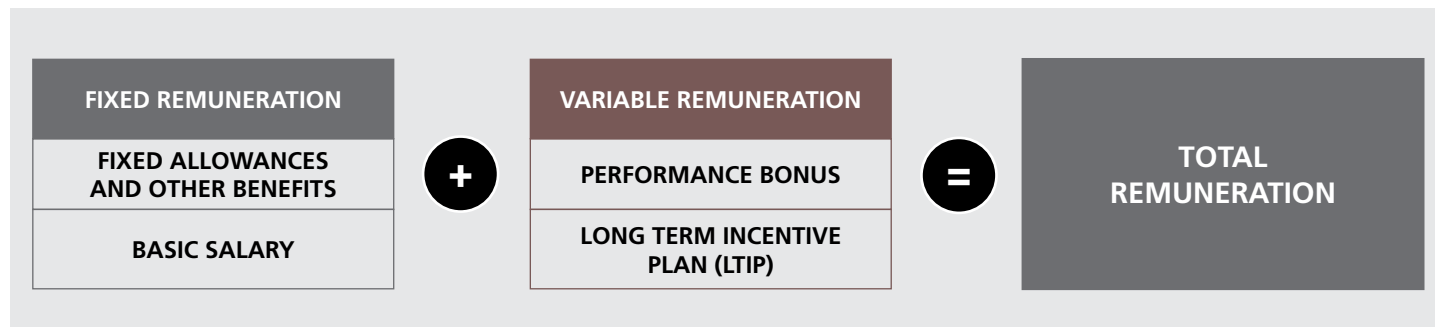 FIXED REMUNERATION
FIXED ALLOWANCES
AND OTHER BENEFITS
BASIC SALARY
+
VARIABLE REMUNERATION
PERFORMANCE BONUS
LONG TERM INCENTIVE
PLAN (LTIP)
=
TOTAL
REMUNERATION